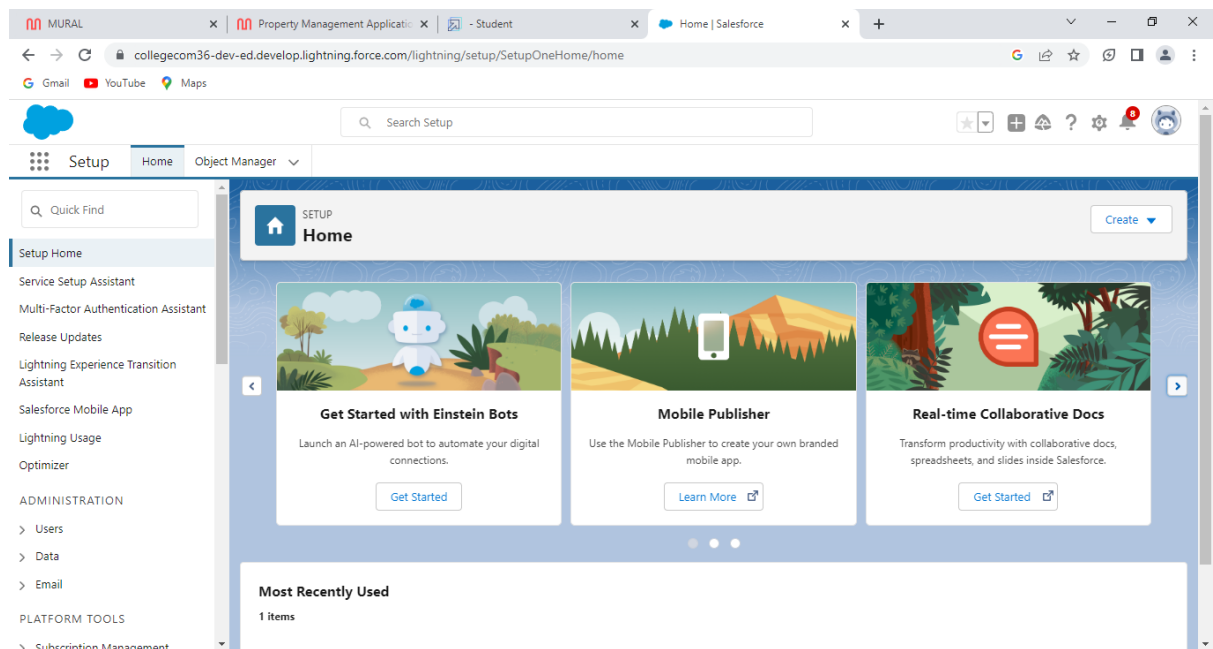 MURAL
Property Management Applicatio
- Student
Home | Salesforce
collegecom36-dev-ed.develop.lightning.force.com/lightning/setup/SetupOneHome/home
G Gmail
YouTube
Maps
Search Setup
8
Setup
Home
Object Manager
Quick Find
SETUP
Home
Create
Setup Home
Service Setup Assistant
Multi-Factor Authentication Assistant
Release Updates
Lightning Experience Transition
Assistant
Salesforce Mobile App
Lightning Usage
Optimizer
ADMINISTRATION
Users
Data
Email
PLATFORM TOOLS
Subscription Management
Get Started with Einstein Bots
Launch an AI-powered bot to automate your digital
connections.
Get Started
Mobile Publisher
Use the Mobile Publisher to create your own branded
mobile app.
Learn More
Real-time Collaborative Docs
Transform productivity with collaborative docs,
spreadsheets, and slides inside Salesforce.
Get Started
Most Recently Used
1 items